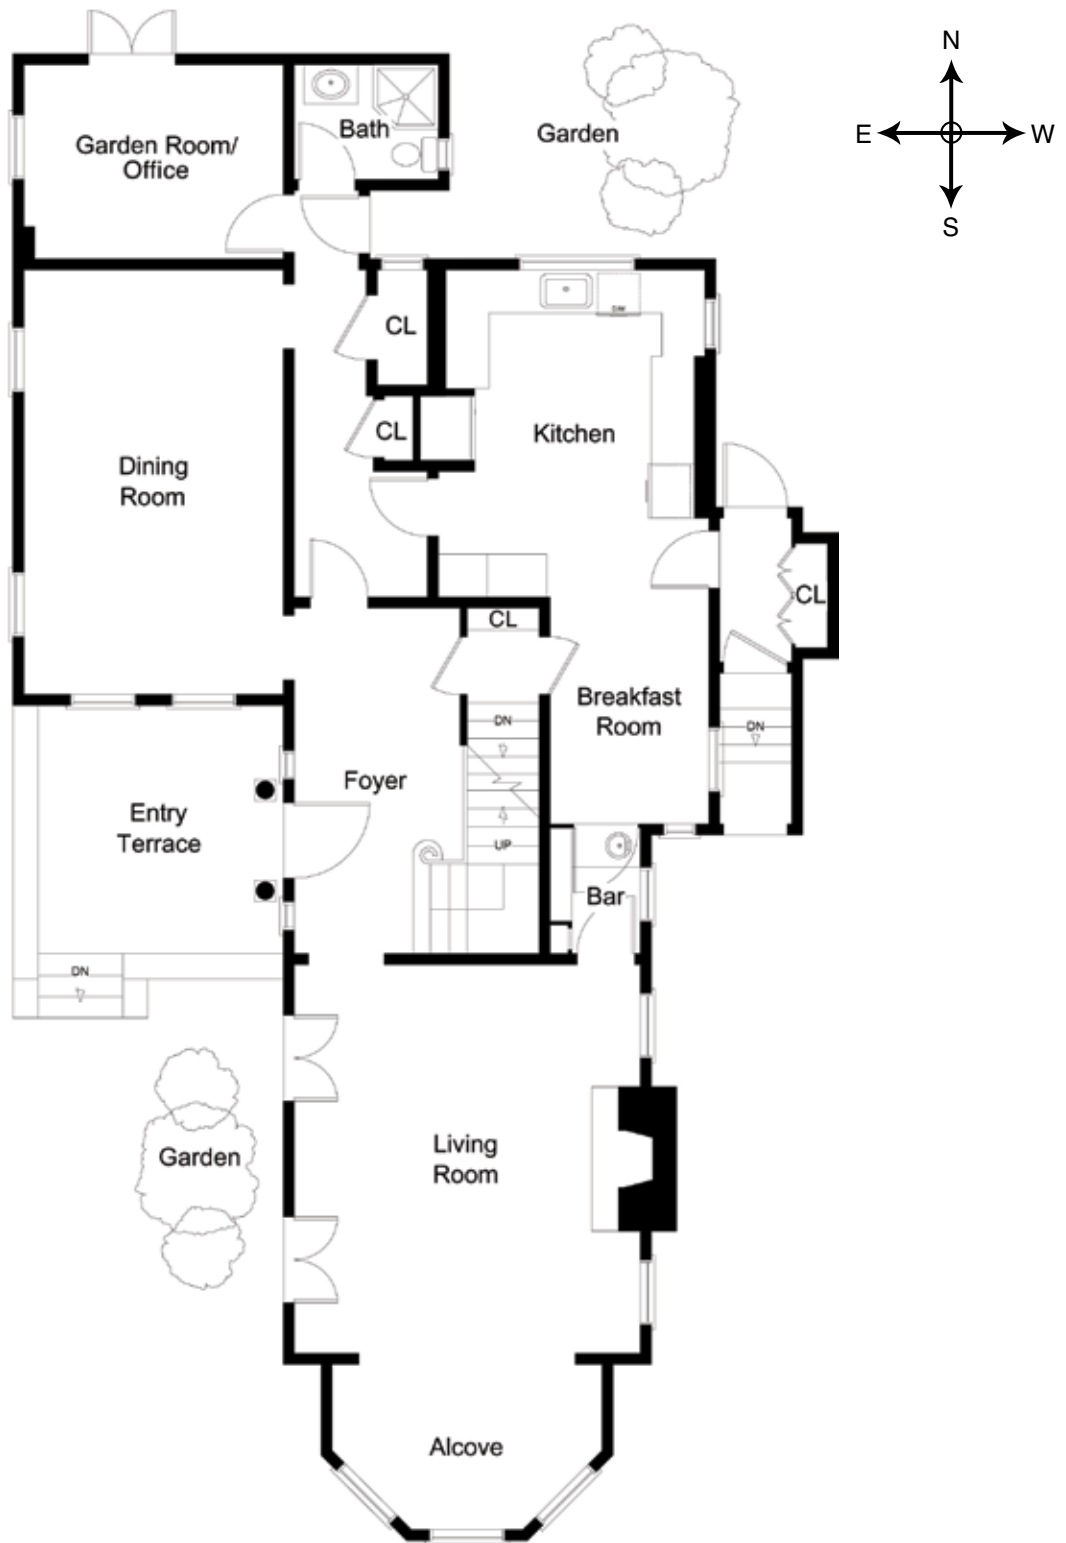 N
E
W
S
Garden Room/
Office
Bath
Garden
CL
CL
Kitchen
DW
Dining
Room
CL
CL
Breakfast
Room
DN
DN
Foyer
Entry
Terrace
UP
Bar
DN
Garden
Living
Room
Alcove